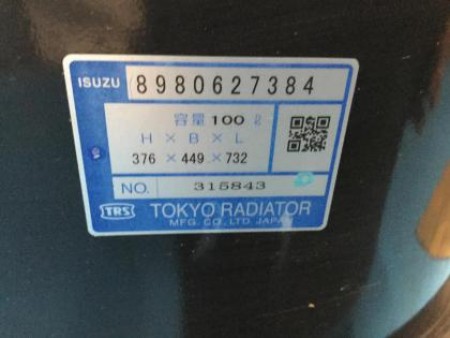 ISUZU 8980627384
容量 100 ℓ
H × B × L
376 × 449 × 732
NO. 315843
TRS TOKYO RADIATOR
MFG. CO., LTD. JAPAN